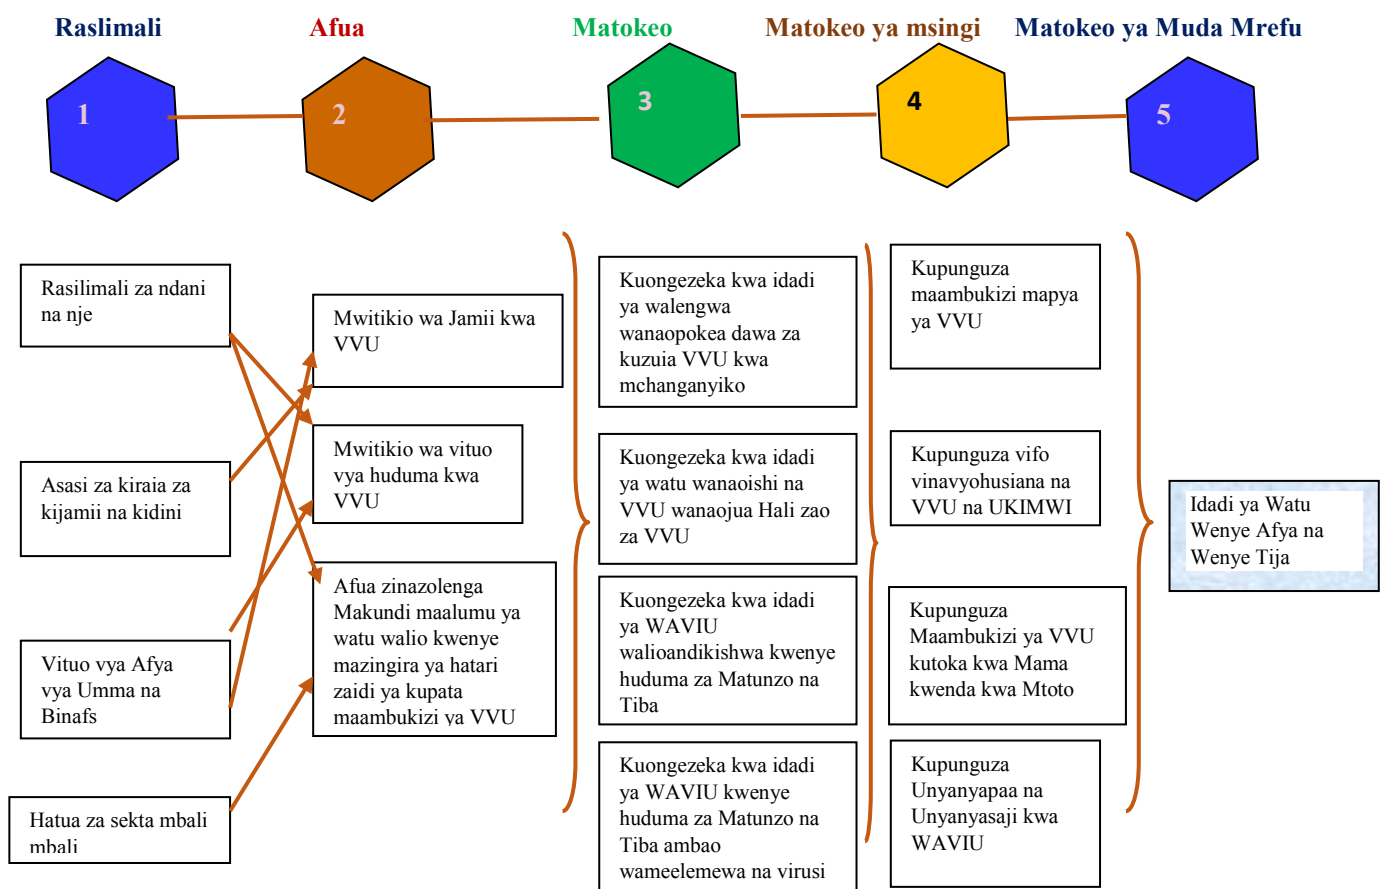 Raslimali
Afua
Matokeo
Matokeo ya msingi
Matokeo ya Muda Mrefu
1
2
3
4
5
Rasilimali za ndani
na nje
Asasi za kiraia za
kijamii na kidini
Vituo vya Afya
vya Umma na
Binafs
Hatua za sekta mbali
mbali
Mwitikio wa Jamii kwa
VVU
Mwitikio wa vituo
vya huduma kwa
VVU
Afua zinazolenga
Makundi maalumu ya
watu walio kwenye
mazingira ya hatari
zaidi ya kupata
maambukizi ya VVU
Kuongezeka kwa idadi
ya walengwa
wanaopokea dawa za
kuzuia VVU kwa
mchanganyiko
Kuongezeka kwa idadi
ya watu wanaoishi na
VVU wanaojua Hali zao
za VVU
Kuongezeka kwa idadi
ya WAVIU
walioandikishwa kwenye
huduma za Matunzo na
Tiba
Kuongezeka kwa idadi
ya WAVIU kwenye
huduma za Matunzo na
Tiba ambao
wameelemewa na virusi
Kupunguza
maambukizi mapya
ya VVU
Kupunguza vifo
vinavyohusiana na
VVU na UKIMWI
Kupunguza
Maambukizi ya VVU
kutoka kwa Mama
kwenda kwa Mtoto
Kupunguza
Unyanyapaa na
Unyanyasaji kwa
WAVIU
Idadi ya Watu
Wenye Afya na
Wenye Tija